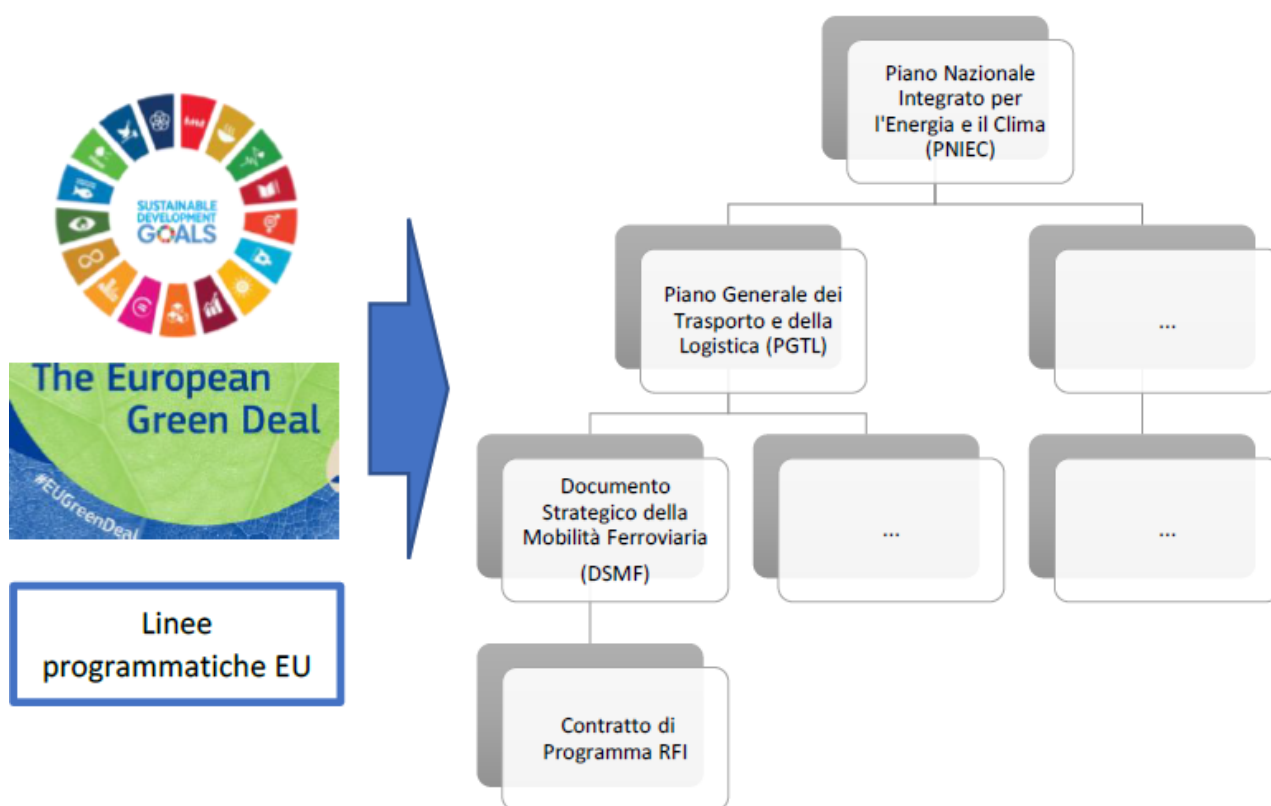 SUSTAINABLE
DEVELOPMENT
GOALS
The European
Green Deal
#EUGreenDeal
Linee
programmatiche EU
Piano Nazionale
Integrato per
l'Energia e il Clima
(PNIEC)
Piano Generale dei
Trasporto e della
Logistica (PGTL)
...
Documento
Strategico della
Mobilità Ferroviaria
(DSMF)
...
...
Contratto di
Programma RFI